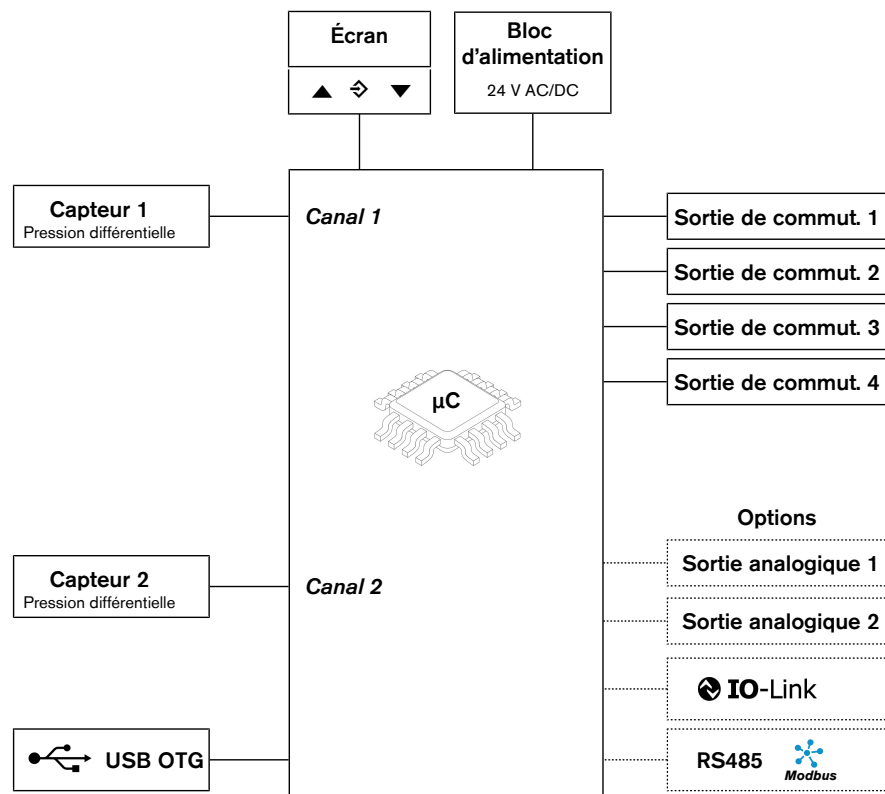 Écran
Bloc
d'alimentation
24 V AC/DC
Capteur 1
Pression différentielle
Canal 1
Sortie de commut. 1
Sortie de commut. 2
Sortie de commut. 3
Sortie de commut. 4
µC
Options
Capteur 2
Pression différentielle
Canal 2
Sortie analogique 1
Sortie analogique 2
IO-Link
USB OTG
RS485
Modbus